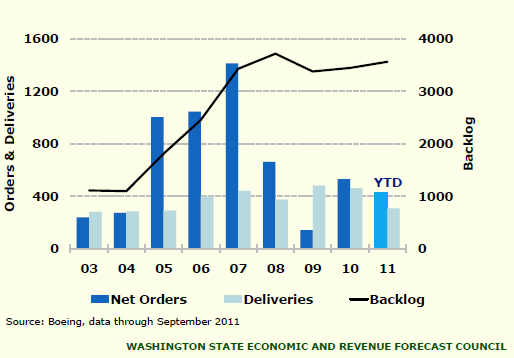 1600
1200
800
400
0
Orders & Deliveries
4000
3000
2000
1000
0
Backlog
YTD
03 04 05 06 07 08 09 10 11
Net Orders Deliveries Backlog
Source: Boeing, data through September 2011
WASHINGTON STATE ECONOMIC AND REVENUE FORECAST COUNCIL